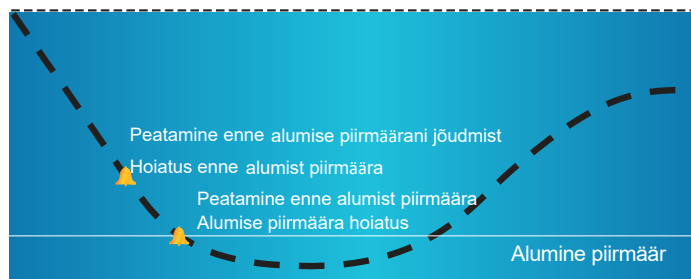 Peatamine enne alumise piirmäärani jõudmist
Hoiatus enne alumist piirmäära
Peatamine enne alumist piirmäära
Alumise piirmäära hoiatus
Alumine piirmäär